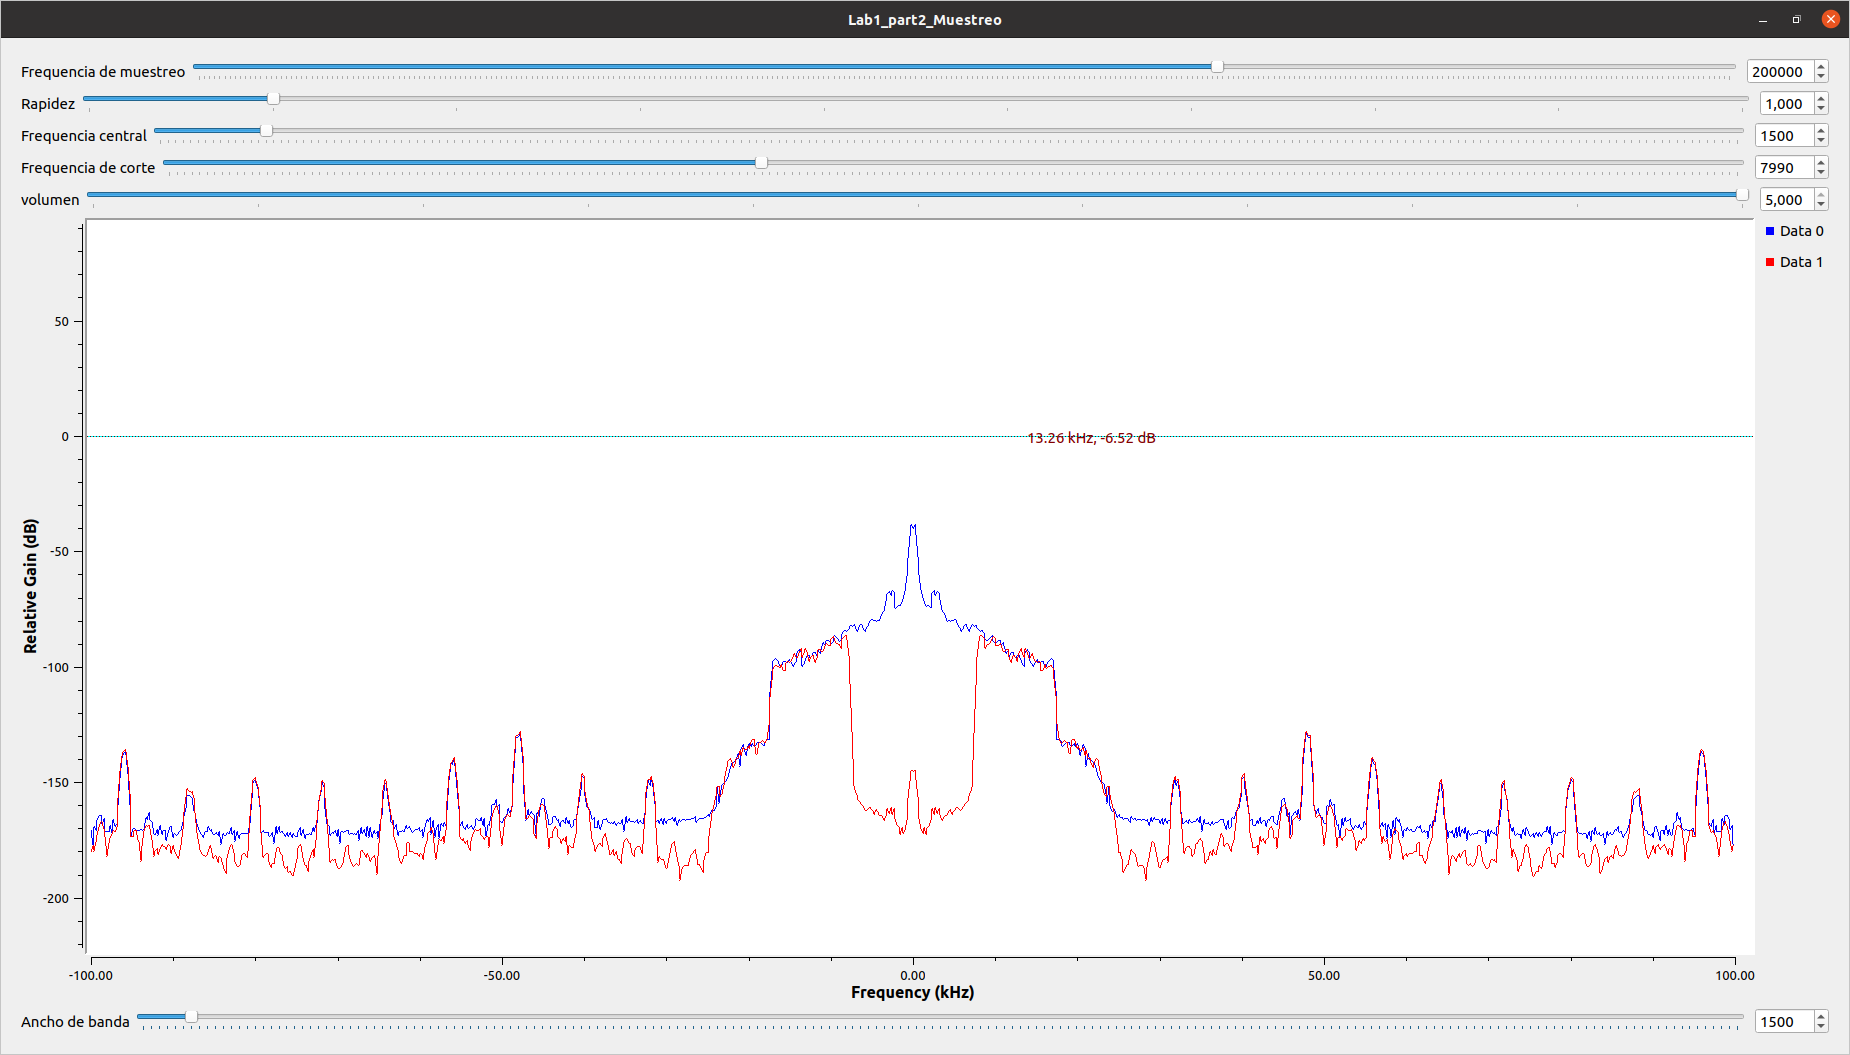 Lab1_part2_Muestreo
Frequencia de muestreo 200000
Rapidez 1,000
Frequencia central 1500
Frequencia de corte 7990
volumen 5,000
Data 0
Data 1
50
0
-50
-100
-150
-200
Relative Gain (dB)
13.26 kHz, -6.52 dB
-100.00 -50.00 0.00 50.00 100.00
Frequency (kHz)
Ancho de banda 1500